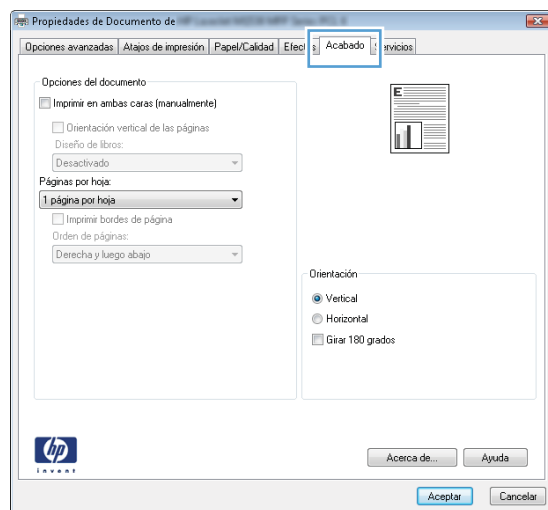 Propiedades de Documento de
Opciones avanzadas Atajos de impresión Papel/Calidad Acabado
Opciones del documento
Imprimir en ambas caras (manualmente)
Orientación vertical de las páginas
Diseño de libros:
Desactivado
Páginas por hoja:
1 página por hoja
Imprimir bordes de página
Orden de páginas:
Derecha y luego abajo
E
Orientación
Vertical
Horizontal
Girar 180 grados
hp
invent
Acerca de... Ayuda
Aceptar Cancelar